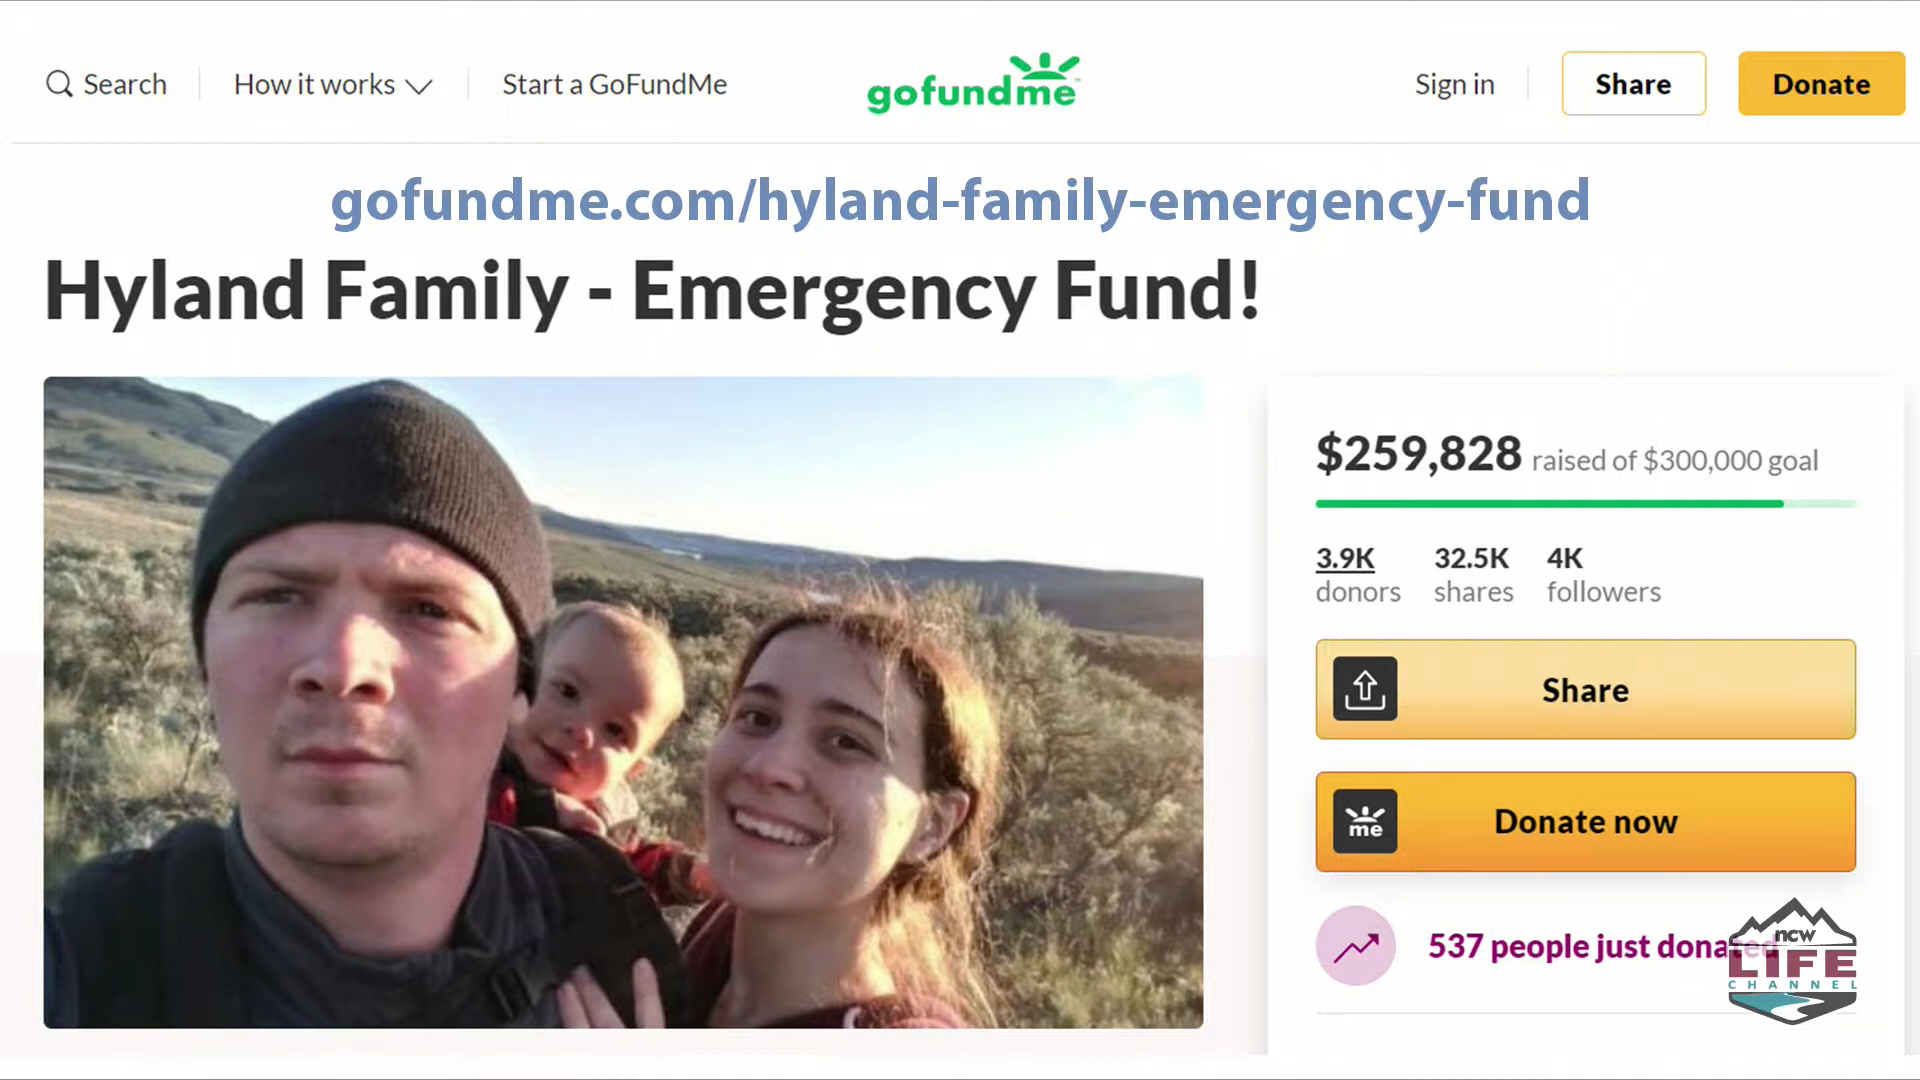 Search
How it works
Start a GoFundMe
gofundme
Sign in
Share
Donate
gofundme.com/hyland-family-emergency-fund
Hyland Family - Emergency Fund!
$259,828 raised of $300,000 goal
3.9K 32.5K 4K
donors shares followers
Share
me Donate now
537 people just donated
ncw
LIFE
CHANNEL